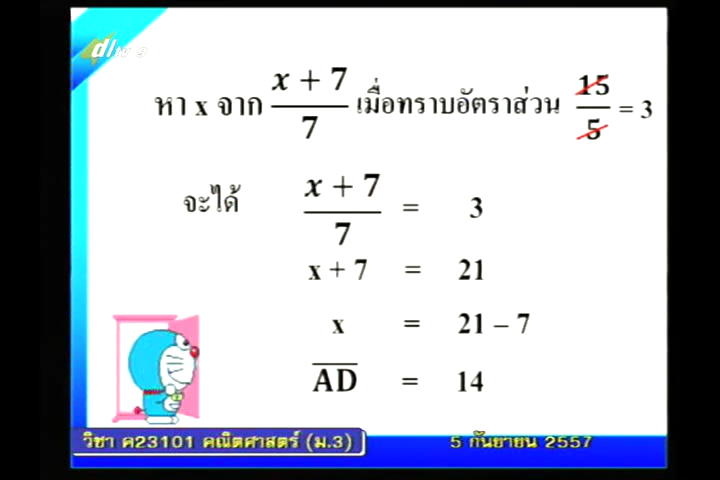 dltv 9
หา x จาก x + 7 / 7 เมื่อทราบอัตราส่วน 15 / 5 = 3
จะได้ x + 7 / 7 = 3
x + 7 = 21
x = 21 – 7
AD = 14
วิชา ค23101 คณิตศาสตร์ (ม.3) 5 กันยายน 2557